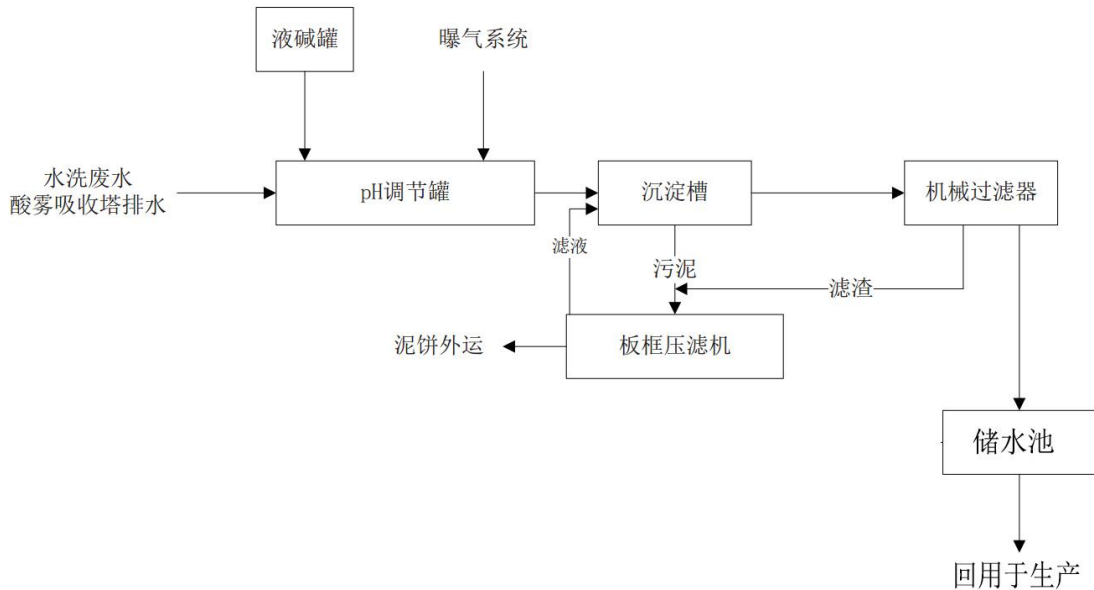 液碱罐
曝气系统
水洗废水
酸雾吸收塔排水
pH调节罐
沉淀槽
机械过滤器
滤液
污泥
滤渣
泥饼外运
板框压滤机
储水池
回用于生产